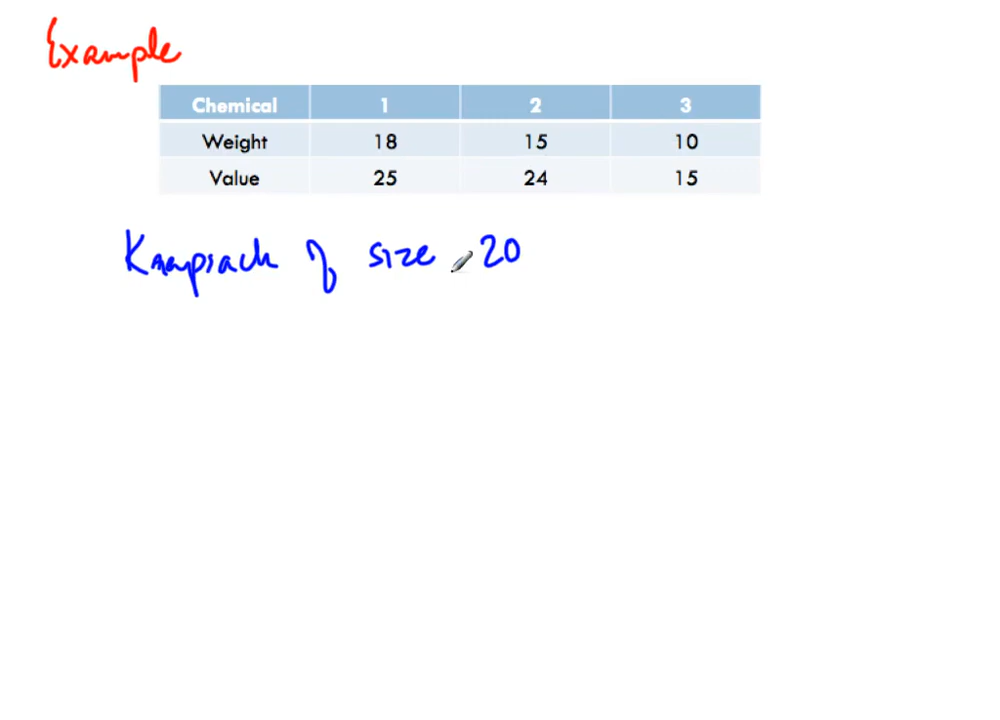 Example
Chemical 1 2 3
Weight 18 15 10
Value 25 24 15
Knapsack of size 20